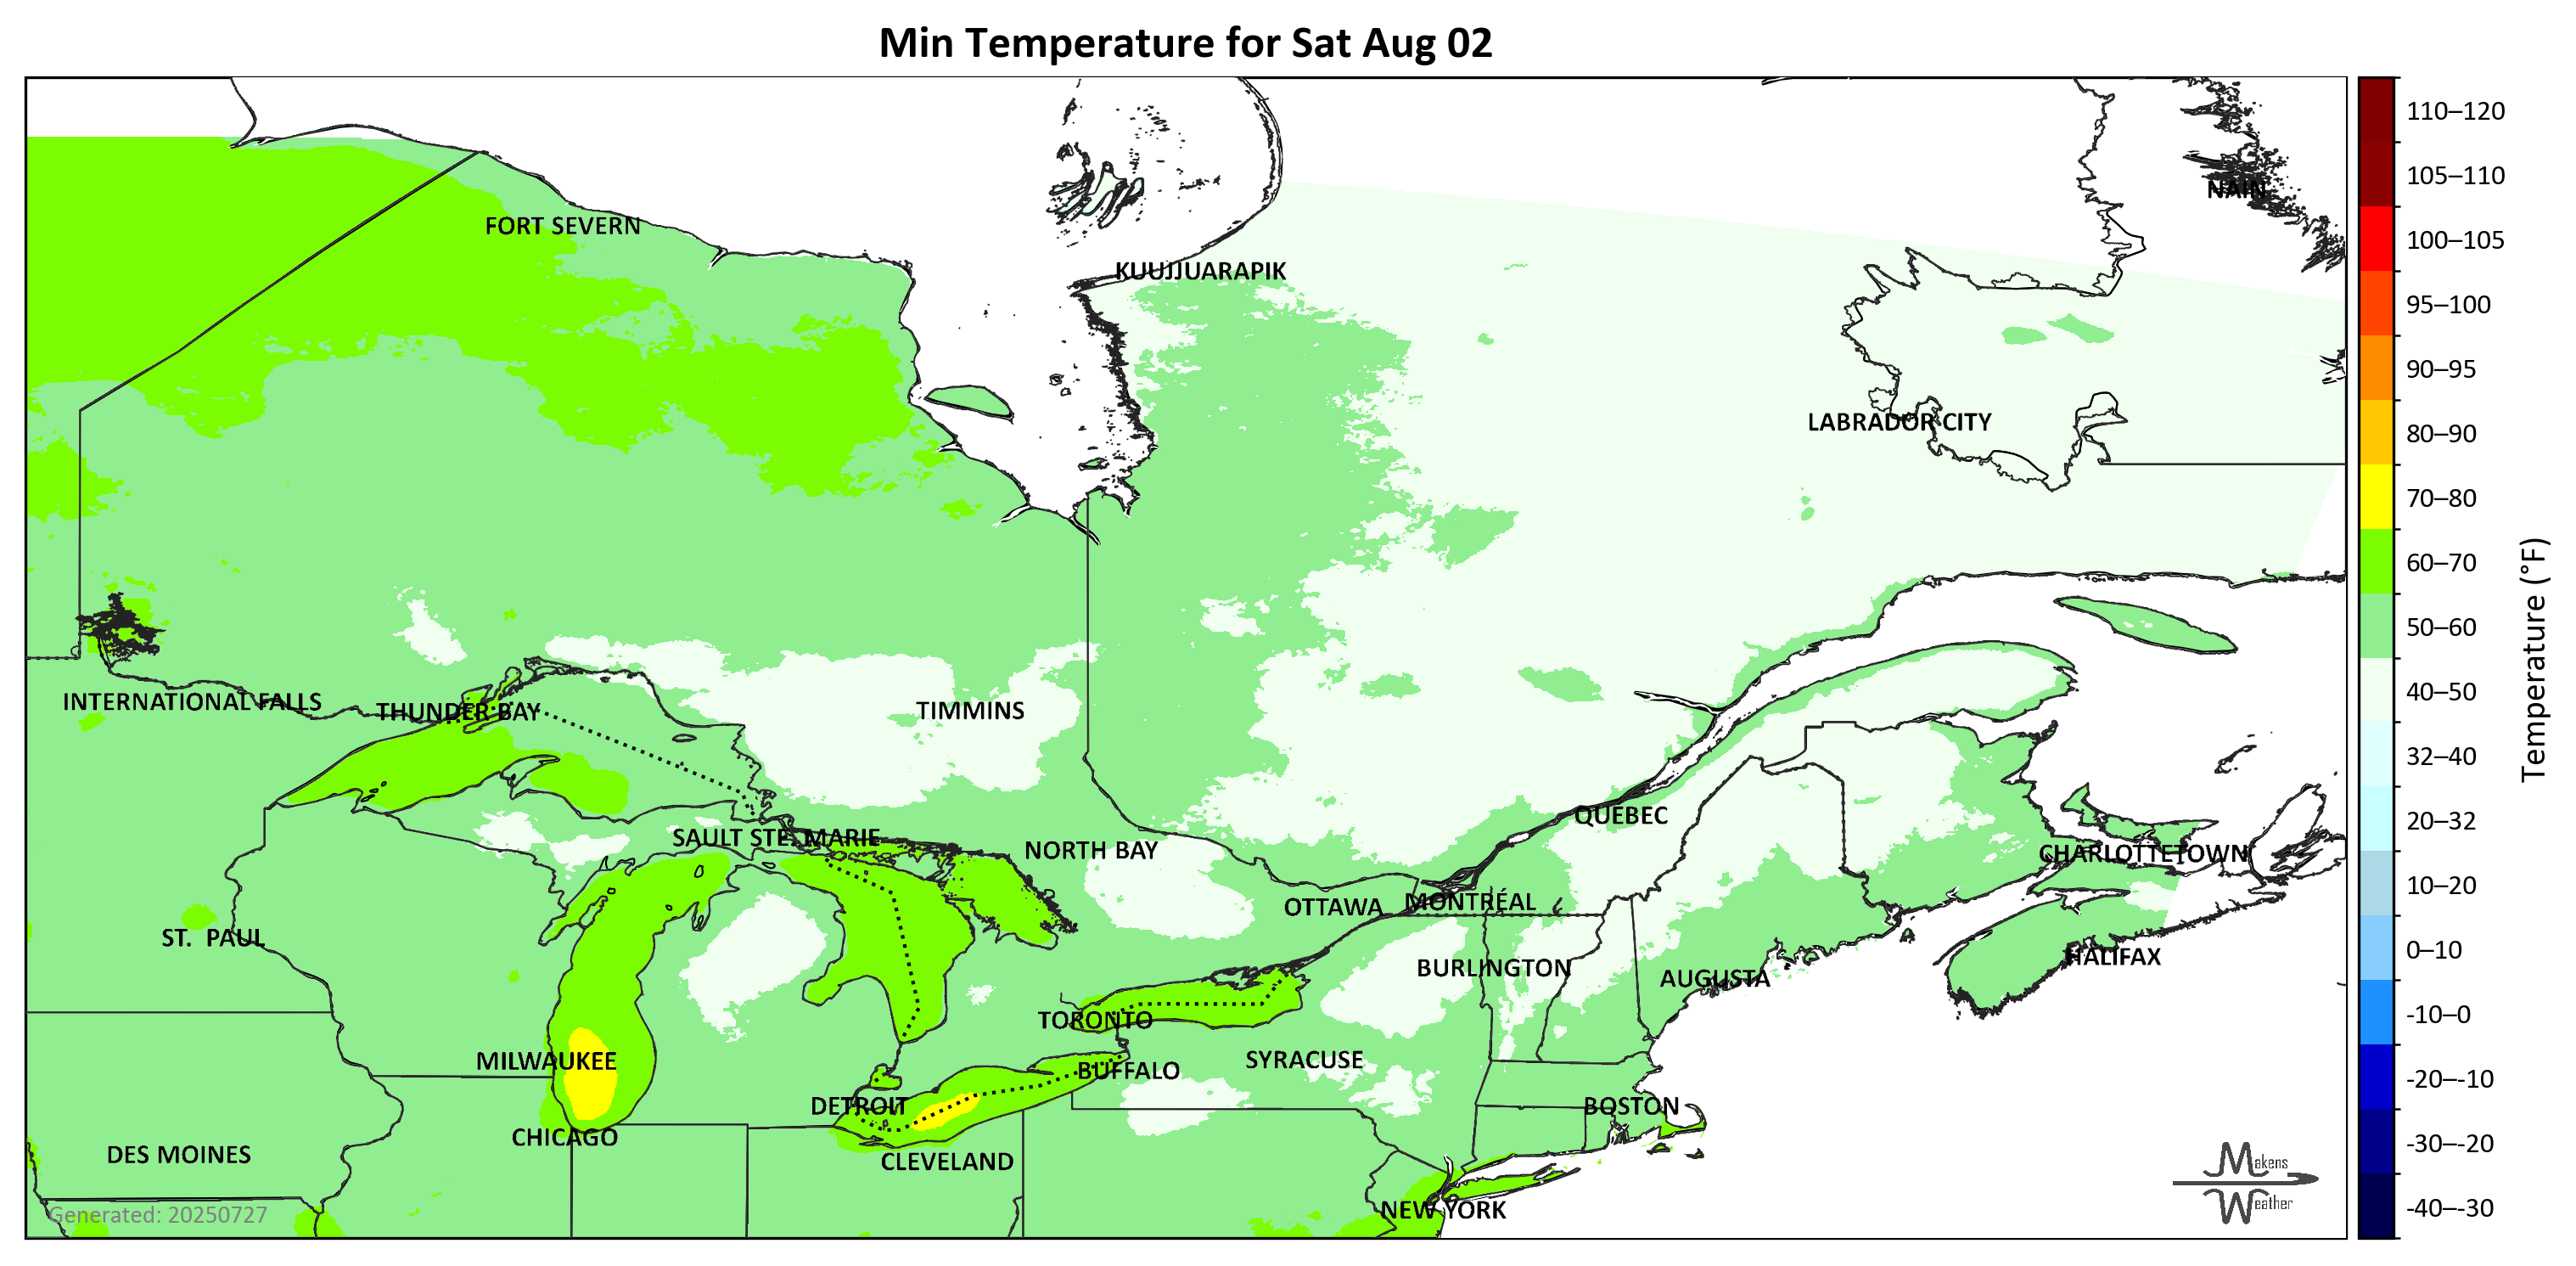 Min Temperature for Sat Aug 02
110–120
105–110
NAIN
FORT SEVERN
100–105
KUUJJUARAPIK
95–100
90–95
LABRADOR CITY
80–90
70–80
60–70
50–60
Temperature (°F)
40–50
INTERNATIONAL FALLS
THUNDER BAY
TIMMINS
32–40
QUÉBEC
20–32
SAULT STE. MARIE
NORTH BAY
CHARLOTTETOWN
10–20
OTTAWA
MONTRÉAL
ST. PAUL
0–10
HALIFAX
BURLINGTON
AUGUSTA
-10–0
TORONTO
MILWAUKEE
SYRACUSE
BUFFALO
-20–-10
DETROIT
BOSTON
CHICAGO
-30–-20
DES MOINES
CLEVELAND
Makens
Weather
-40–-30
NEW YORK
Generated: 20250727